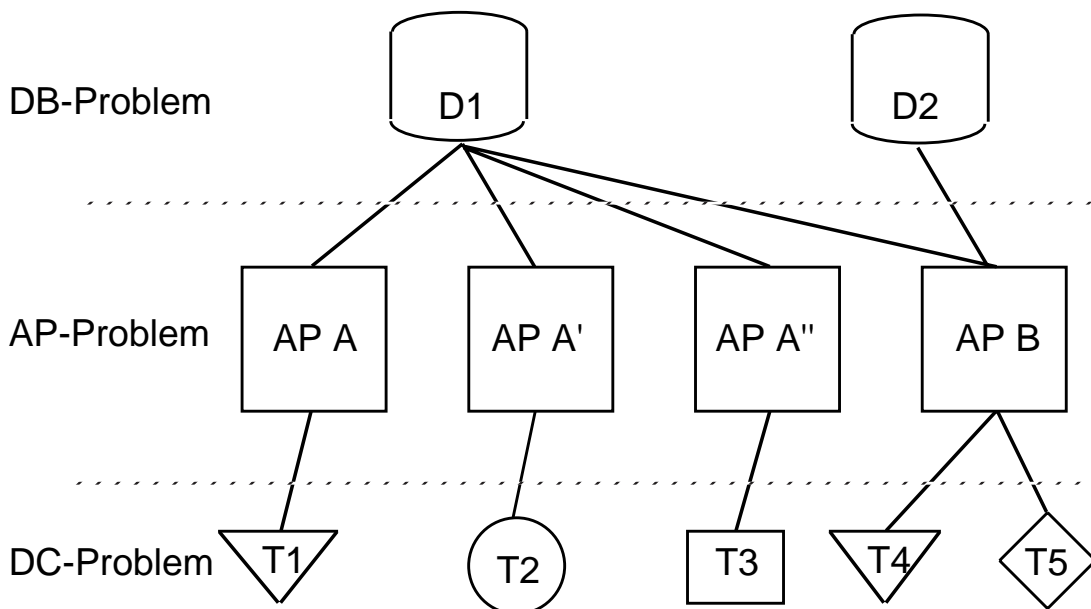 DB-Problem D1 D2
AP-Problem AP A AP A' AP A'' AP B
DC-Problem T1 T2 T3 T4 T5